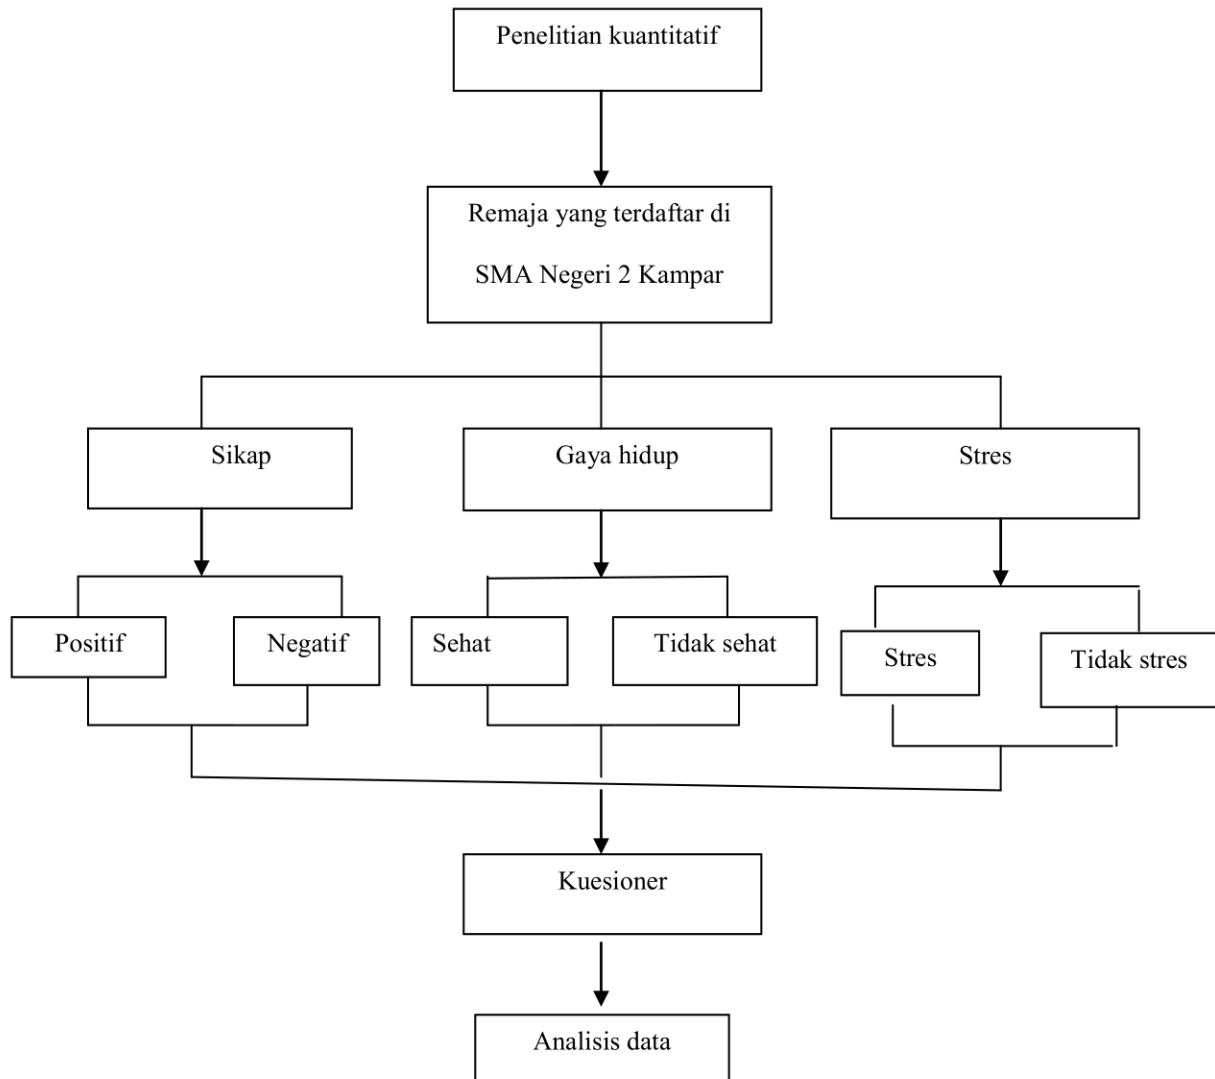 Penelitian kuantitatif
Remaja yang terdaftar di
SMA Negeri 2 Kampar
Sikap
Gaya hidup
Stres
Positif
Negatif
Sehat
Tidak sehat
Stres
Tidak stres
Kuesioner
Analisis data